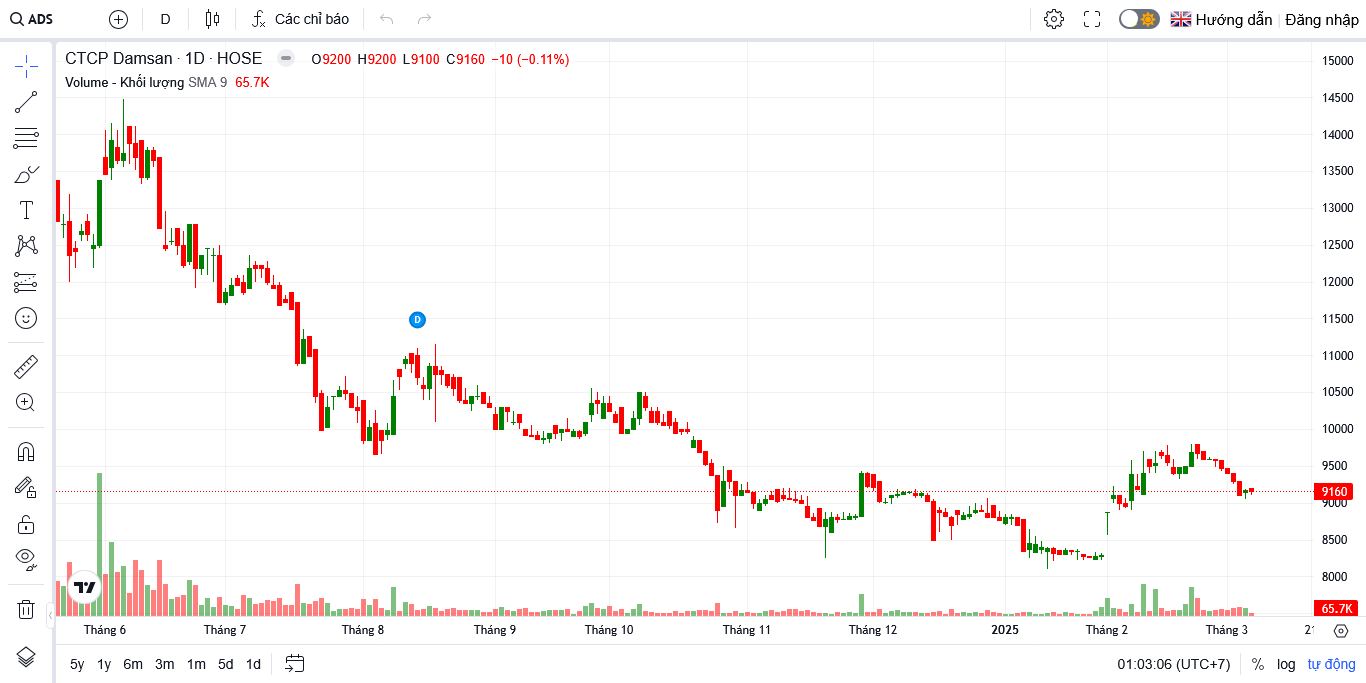 ADS D Các chỉ báo Hướng dẫn Đăng nhập
CTCP Damsan · 1D · HOSE O9200 H9200 L9100 C9160 −10 (−0.11%)
Volume - Khối lượng SMA 9 65.7K
15000
14500
14000
13500
13000
12500
12000
11500
11000
10500
10000
9500
9160
9000
8500
8000
65.7K
D
Tháng 6 Tháng 7 Tháng 8 Tháng 9 Tháng 10 Tháng 11 Tháng 12 2025 Tháng 2 Tháng 3 21
5y 1y 6m 3m 1m 5d 1d 01:03:06 (UTC+7) % log tự động